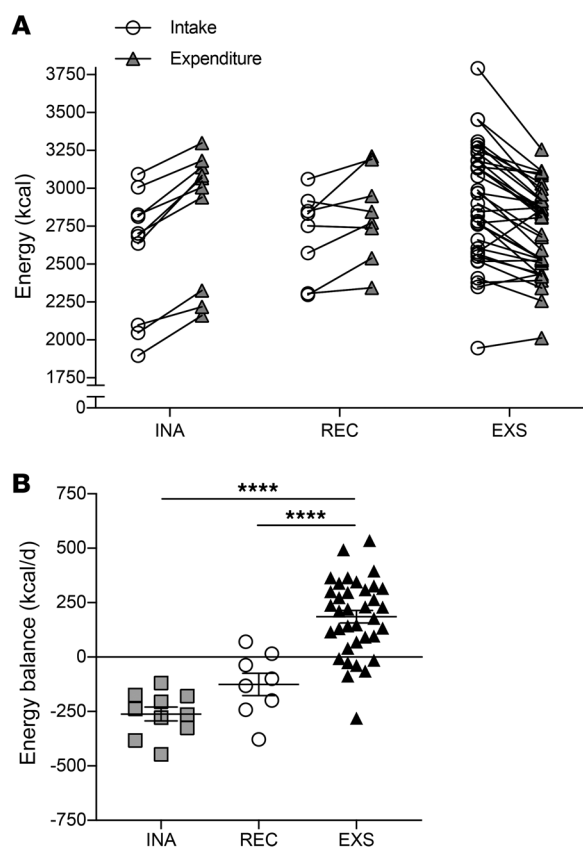 A
Intake
Expenditure
Energy (kcal)
3750
3500
3250
3000
2750
2500
2250
2000
1750
0
INA REC EXS
B
Energy balance (kcal/d)
750
500
250
0
-250
-500
-750
****
****
INA REC EXS